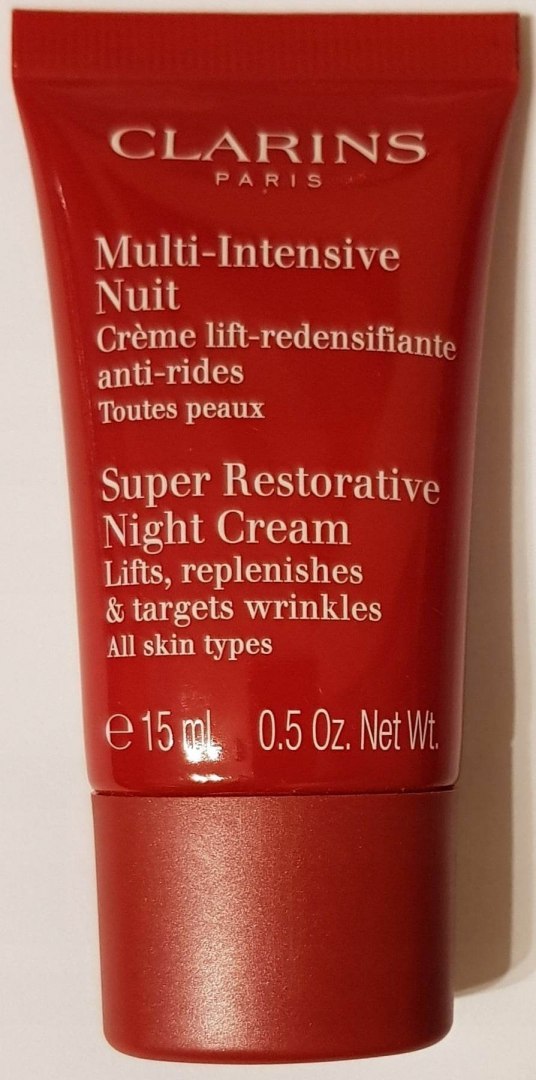 CLARINS
PARIS
Multi-Intensive
Nuit
Crème lift-redensifiante
anti-rides
Toutes peaux
Super Restorative
Night Cream
Lifts, replenishes
& targets wrinkles
All skin types
℮ 15 ml 0.5 Oz. Net Wt.